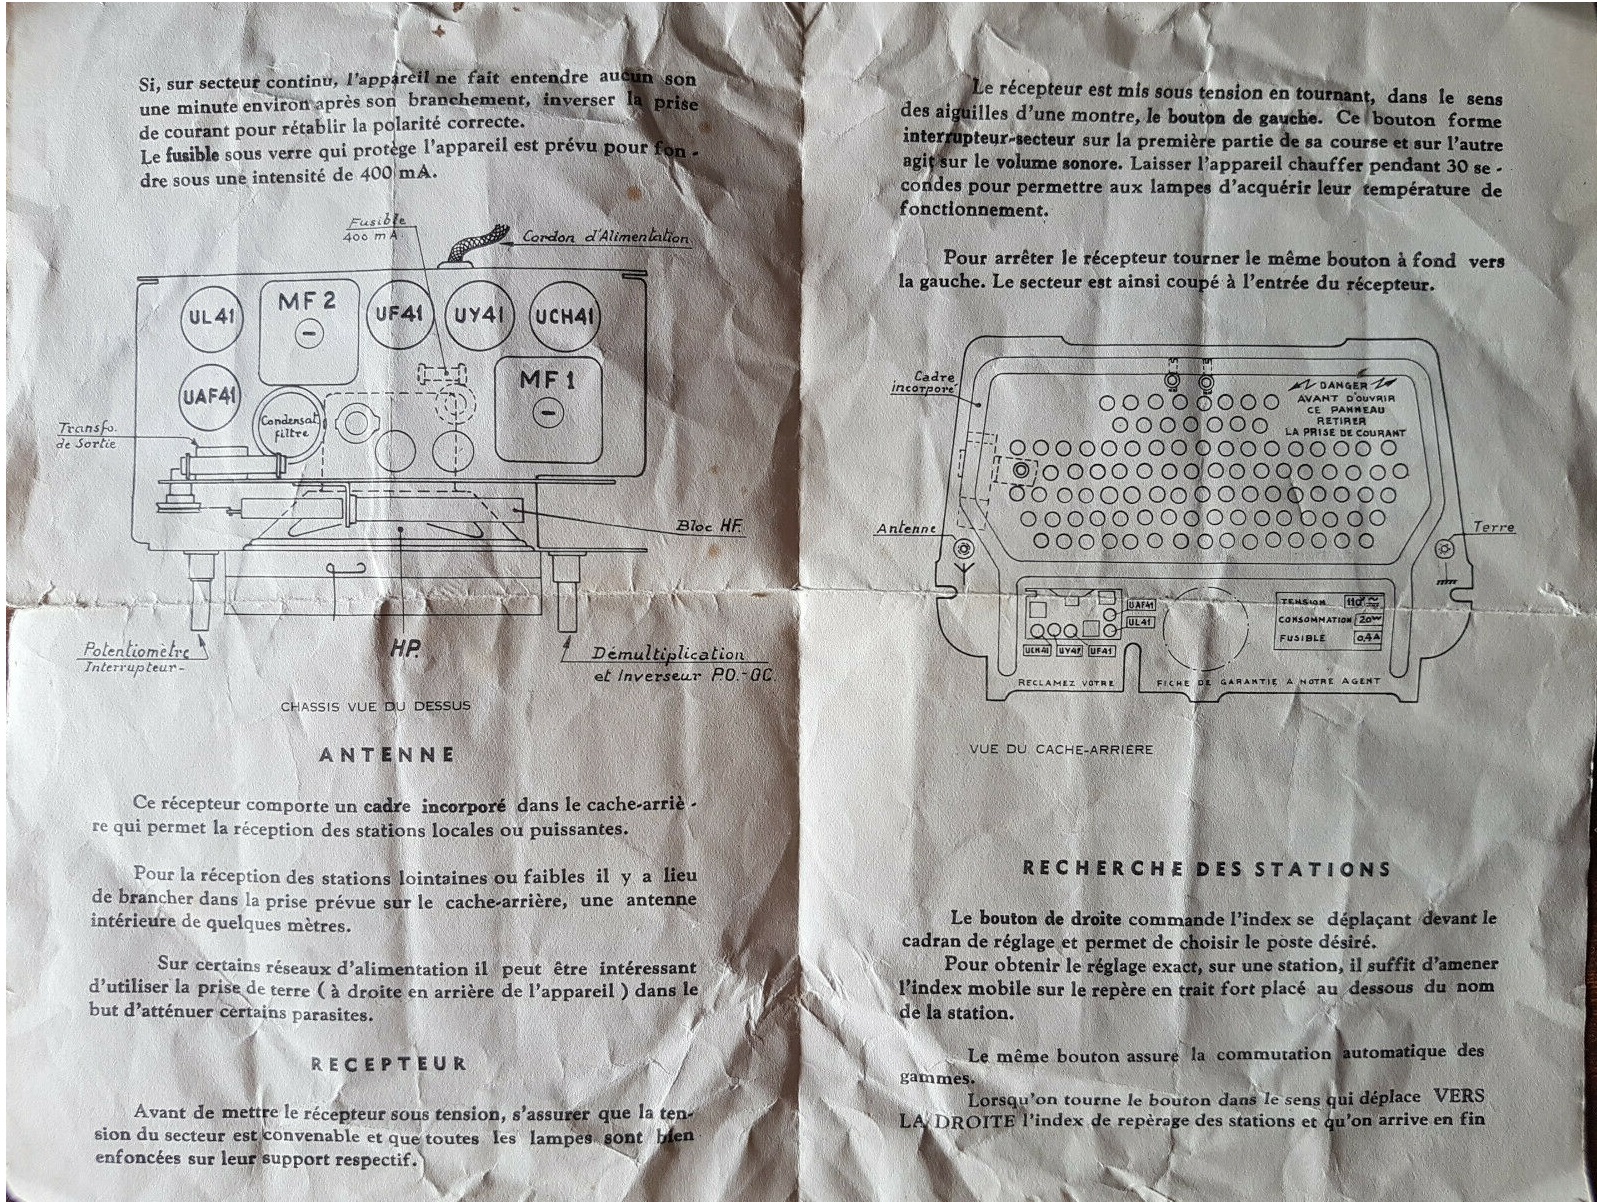 Si, sur secteur continu, l'appareil ne fait entendre aucun son
une minute environ après son branchement, inverser la prise
de courant pour rétablir la polarité correcte.
Le fusible sous verre qui protège l'appareil est prévu pour fon -
dre sous une intensité de 400 mA.
Fusible
400 mA.
Cordon d'Alimentation
UL41
MF 2
UF41
UY41
UCH41
UAF41
MF 1
Condensat.
filtre
Transfo.
de Sortie
Bloc HF.
HP.
Potentiomètre
Interrupteur-
Démultiplication
et Inverseur PO.-GC.
CHASSIS VUE DU DESSUS
ANTENNE
Ce récepteur comporte un cadre incorporé dans le cache-arriè -
re qui permet la réception des stations locales ou puissantes.
Pour la réception des stations lointaines ou faibles il y a lieu
de brancher dans la prise prévue sur le cache-arrière, une antenne
intérieure de quelques mètres.
Sur certains réseaux d'alimentation il peut être intéressant
d'utiliser la prise de terre ( à droite en arrière de l'appareil ) dans le
but d'atténuer certains parasites.
RECEPTEUR
Avant de mettre le récepteur sous tension, s'assurer que la ten-
sion du secteur est convenable et que toutes les lampes sont bien
enfoncées sur leur support respectif.
Le récepteur est mis sous tension en tournant, dans le sens
des aiguilles d'une montre, le bouton de gauche. Ce bouton forme
interrupteur-secteur sur la première partie de sa course et sur l'autre
agit sur le volume sonore. Laisser l'appareil chauffer pendant 30 se -
condes pour permettre aux lampes d'acquérir leur température de
fonctionnement.
Pour arrêter le récepteur tourner le même bouton à fond vers
la gauche. Le secteur est ainsi coupé à l'entrée du récepteur.
Cadre
incorporé
DANGER
AVANT D'OUVRIR
CE PANNEAU
RETIRER
LA PRISE DE COURANT
Antenne
Terre
UAF41
UL41
UCH41 UY41 UF41
TENSION 110
CONSOMMATION 20W
FUSIBLE 0,4A
RECLAMEZ VOTRE FICHE DE GARANTIE A NOTRE AGENT
VUE DU CACHE-ARRIÈRE
RECHERCHE DES STATIONS
Le bouton de droite commande l'index se déplaçant devant le
cadran de réglage et permet de choisir le poste désiré.
Pour obtenir le réglage exact, sur une station, il suffit d'amener
l'index mobile sur le repère en trait fort placé au dessous du nom
de la station.
Le même bouton assure la commutation automatique des
gammes.
Lorsqu'on tourne le bouton dans le sens qui déplace VERS
LA DROITE l'index de repèrage des stations et qu'on arrive en fin